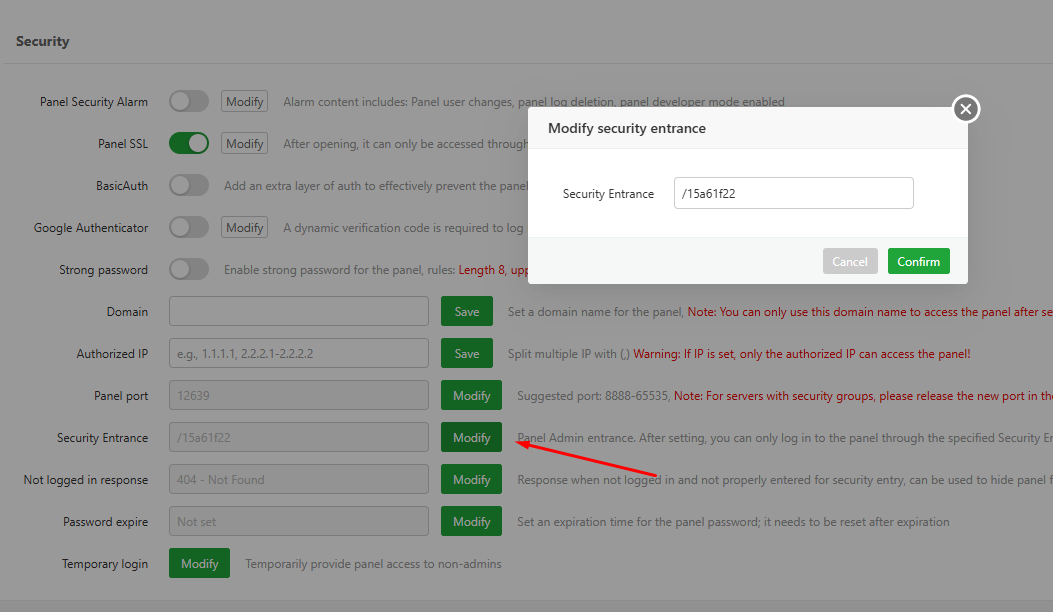 Security
Panel Security Alarm Modify Alarm content includes: Panel user changes, panel log deletion, panel developer mode enabled
Modify security entrance
Panel SSL Modify After opening, it can only be accessed through
BasicAuth Add an extra layer of auth to effectively prevent the panel
Security Entrance /15a61f22
Google Authenticator Modify A dynamic verification code is required to log
Cancel Confirm
Strong password Enable strong password for the panel, rules: Length 8, upp
Domain Save Set a domain name for the panel, Note: You can only use this domain name to access the panel after se
Authorized IP e.g., 1.1.1.1, 2.2.2.1-2.2.2.2 Save Split multiple IP with (,) Warning: If IP is set, only the authorized IP can access the panel!
Panel port 12639 Modify Suggested port: 8888-65535, Note: For servers with security groups, please release the new port in the
Security Entrance /15a61f22 Modify Panel Admin entrance. After setting, you can only log in to the panel through the specified Security En
Not logged in response 404 - Not Found Modify Response when not logged in and not properly entered for security entry, can be used to hide panel f
Password expire Not set Modify Set an expiration time for the panel password; it needs to be reset after expiration
Temporary login Modify Temporarily provide panel access to non-admins